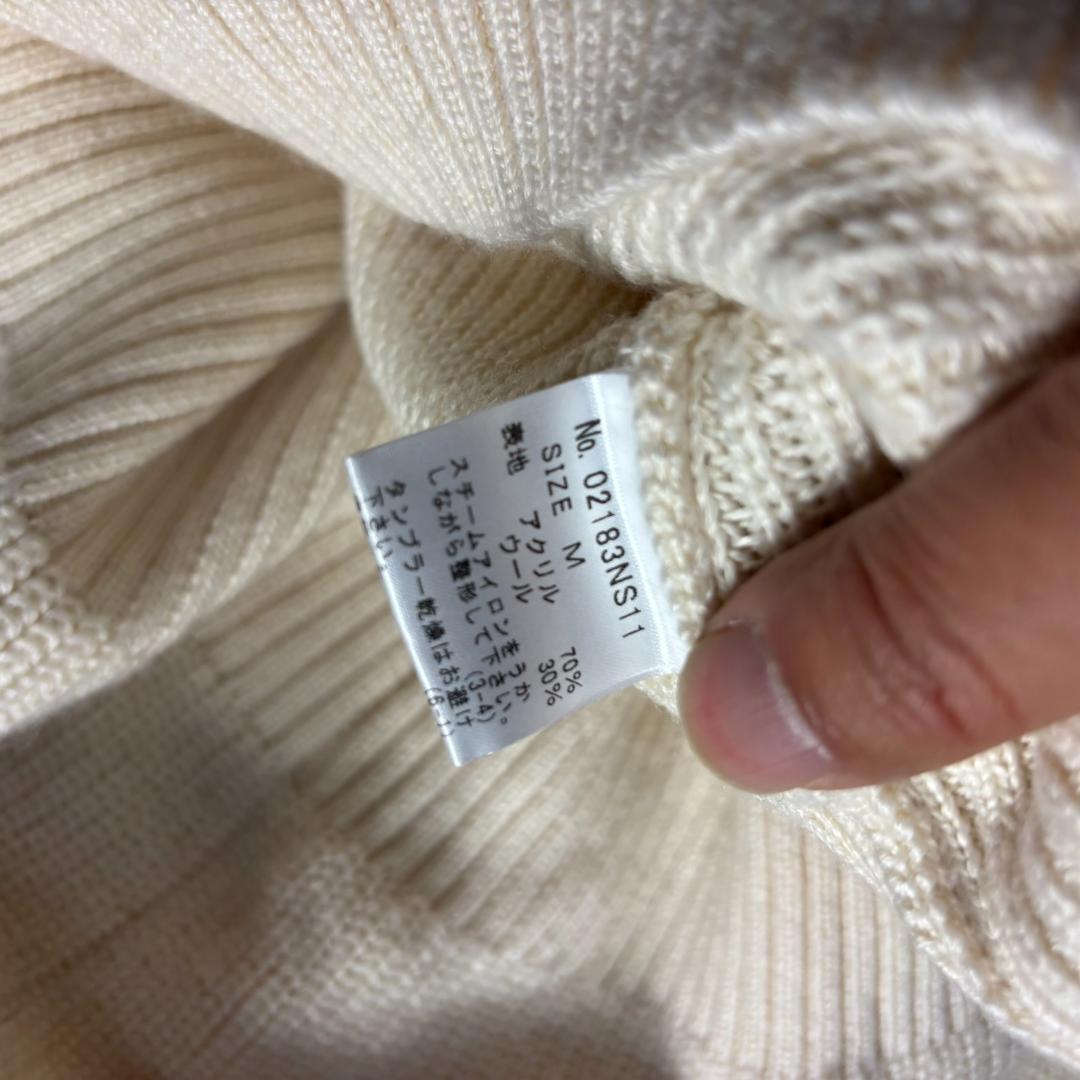 No. 02183NS11
SIZE M
表地 アクリル 70%
ウール 30%
スチームアイロンをうか
しながら整形して下さい。
(3-4)
タンブラー乾燥はお避け
下さい。
(6-1)